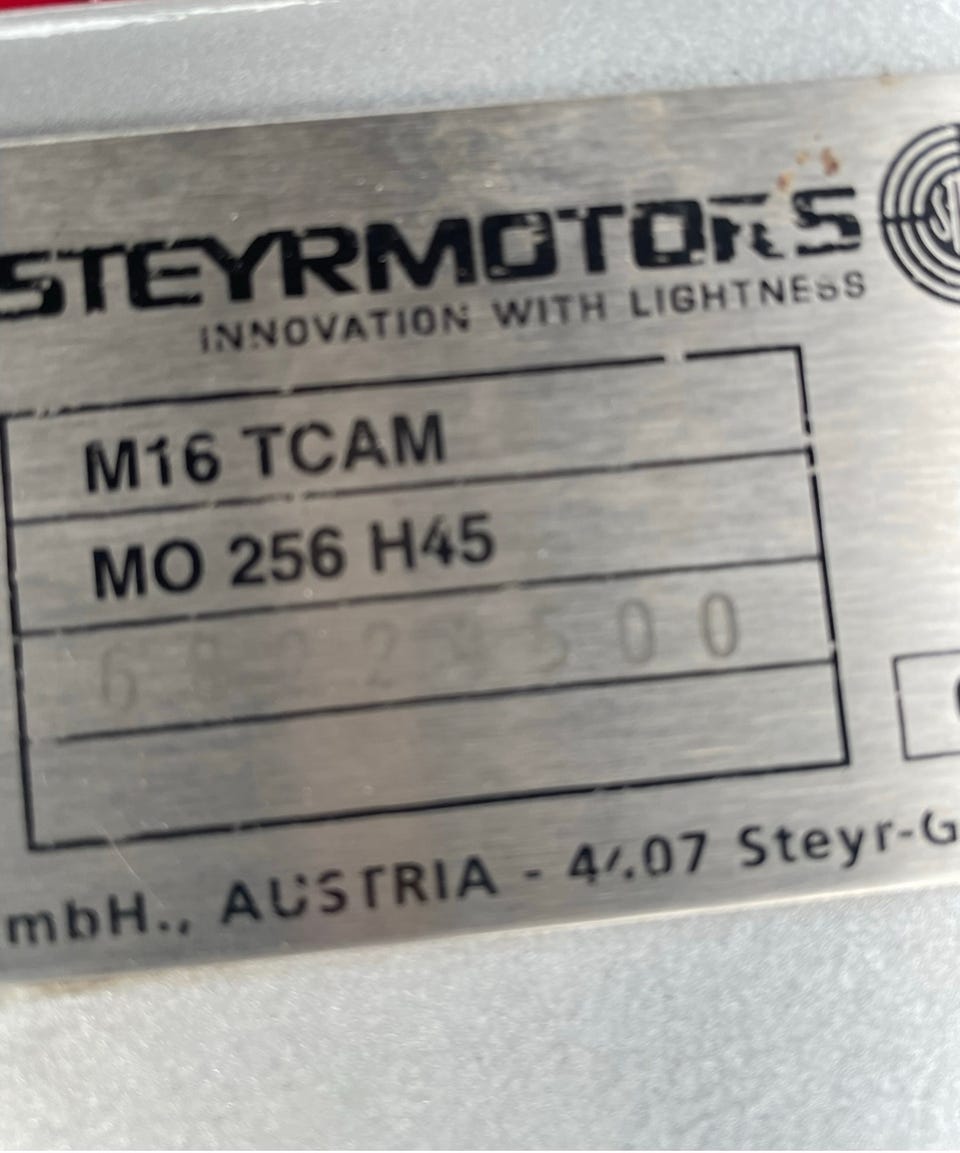 STEYRMOTORS
INNOVATION WITH LIGHTNESS
M16 TCAM
MO 256 H45
mbH., AUSTRIA - 4407 Steyr-G